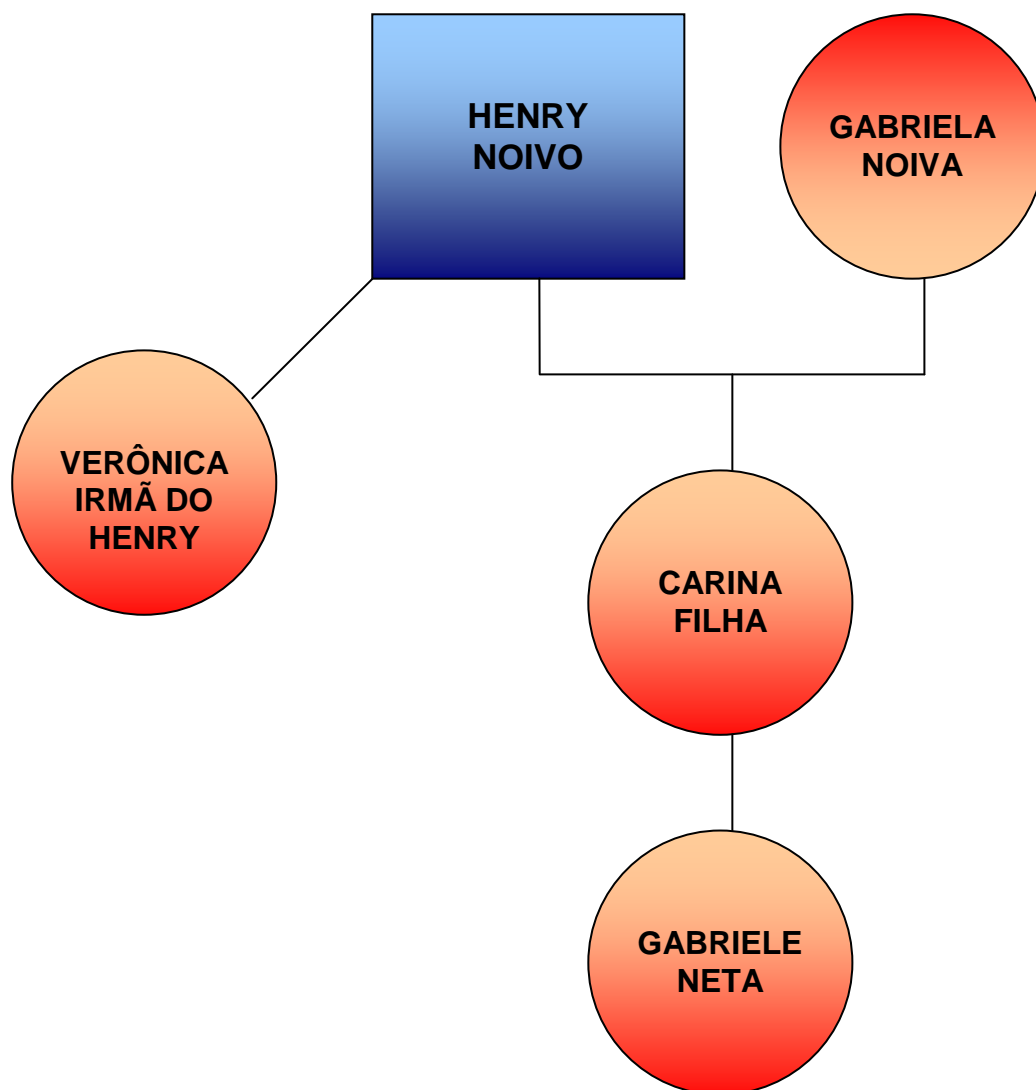 HENRY
NOIVO
GABRIELA
NOIVA
VERÔNICA
IRMÃ DO
HENRY
CARINA
FILHA
GABRIELE
NETA